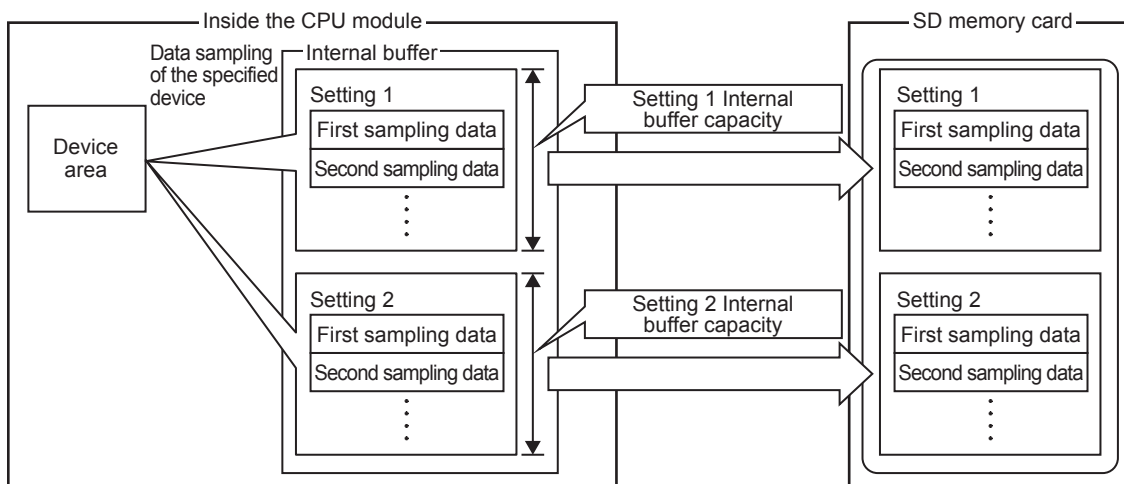 Inside the CPU module
SD memory card
Data sampling
of the specified
device
Internal buffer
Device
area
Setting 1
First sampling data
Second sampling data
Setting 1 Internal
buffer capacity
Setting 1
First sampling data
Second sampling data
Setting 2
First sampling data
Second sampling data
Setting 2 Internal
buffer capacity
Setting 2
First sampling data
Second sampling data